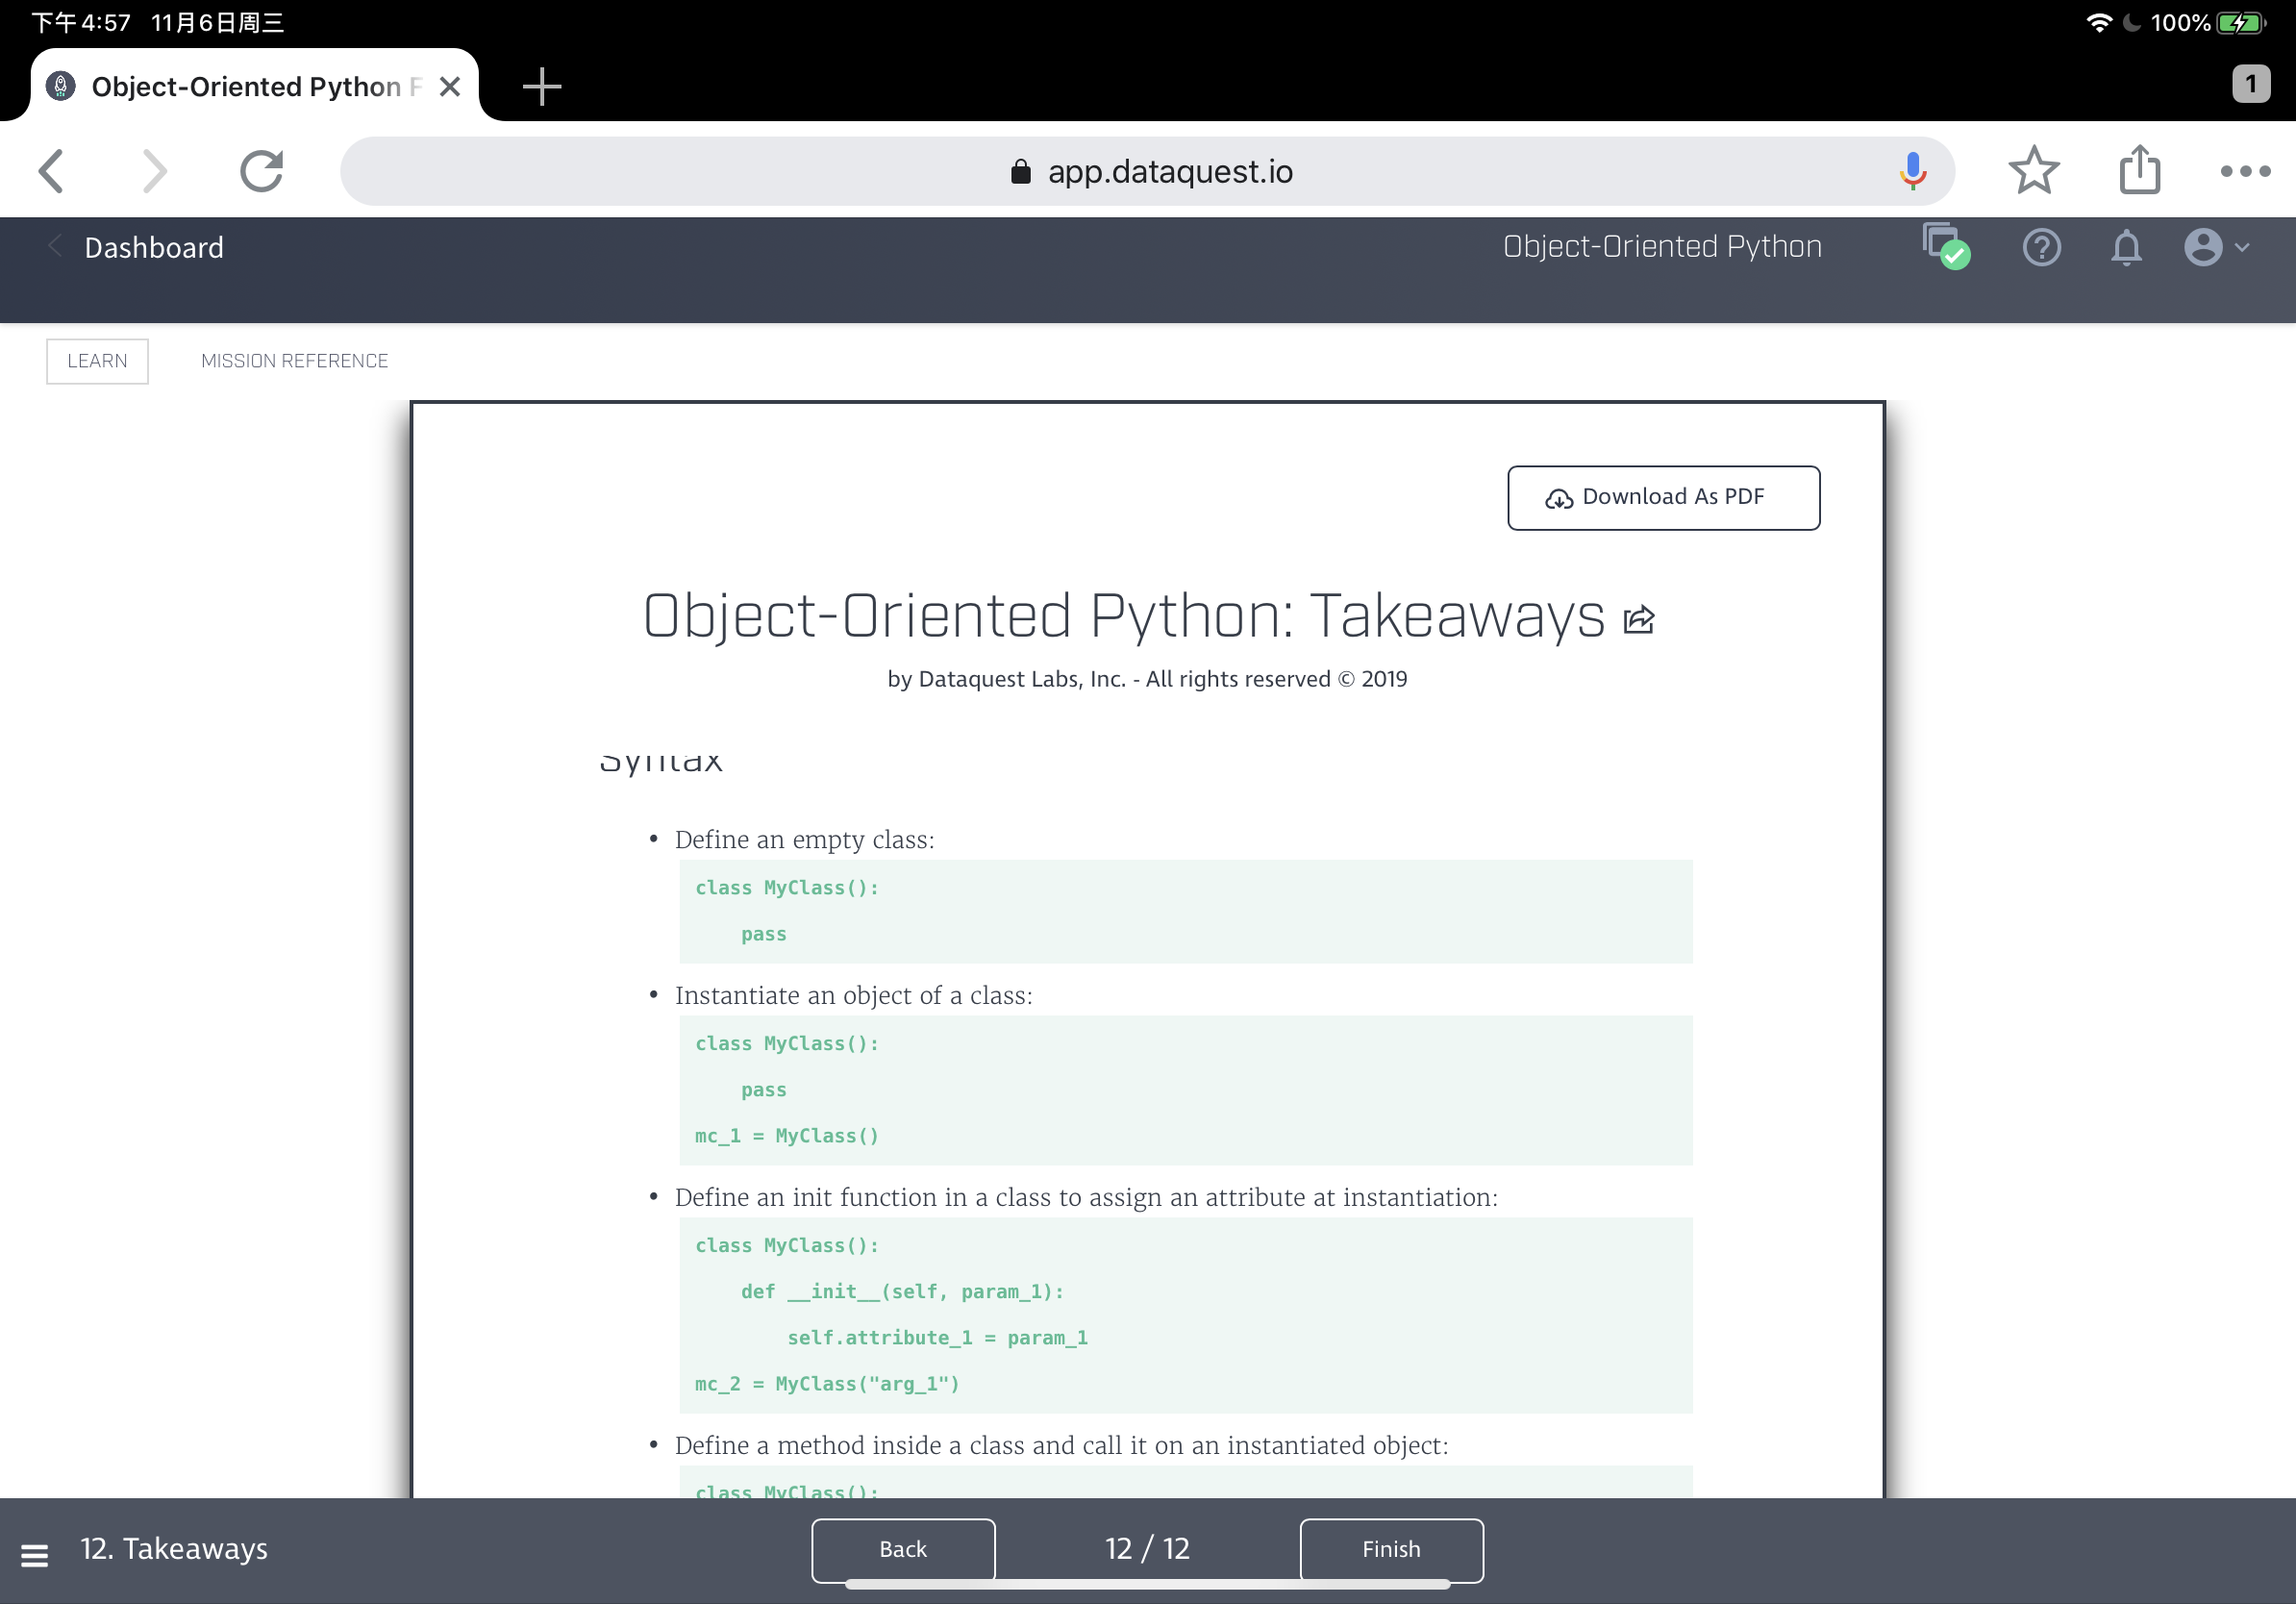 下午4:57 11月6日周三
100%
Object-Oriented Python
1
app.dataquest.io
Dashboard
Object-Oriented Python
LEARN
MISSION REFERENCE
Download As PDF
Object-Oriented Python: Takeaways
by Dataquest Labs, Inc. - All rights reserved © 2019
Syntax
• Define an empty class:
class MyClass():
    pass
• Instantiate an object of a class:
class MyClass():
    pass
mc_1 = MyClass()
• Define an init function in a class to assign an attribute at instantiation:
class MyClass():
    def __init__(self, param_1):
        self.attribute_1 = param_1
mc_2 = MyClass("arg_1")
• Define a method inside a class and call it on an instantiated object:
class MyClass():
12. Takeaways
Back
12 / 12
Finish